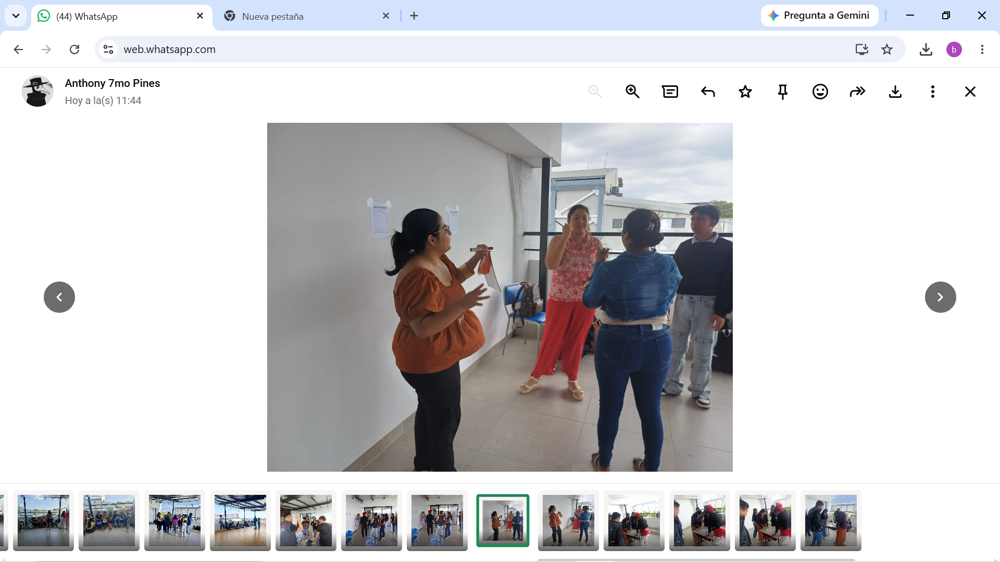 (44) WhatsApp
Nueva pestaña
Pregunta a Gemini
web.whatsapp.com
b
Anthony 7mo Pines
Hoy a la(s) 11:44